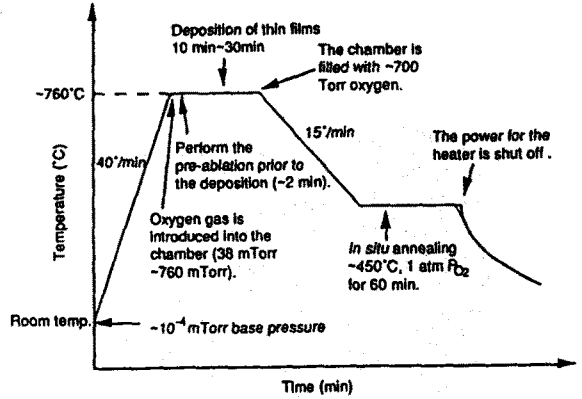 Deposition of thin films
10 min~30min
The chamber is
filled with ~700
Torr oxygen.
~760°C
40°/min
15°/min
Perform the
pre-ablation prior to
the deposition (~2 min).
The power for the
heater is shut off .
Oxygen gas is
introduced into the
chamber (38 mTorr
~760 mTorr).
In situ annealing
~450°C, 1 atm PO2
for 60 min.
Temperature (°C)
Room temp.
~10-4 mTorr base pressure
Time (min)